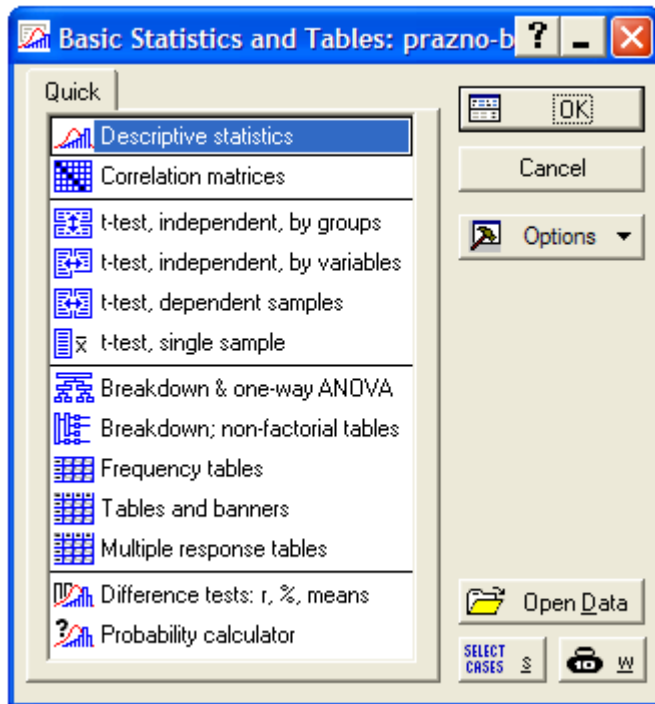 Basic Statistics and Tables: prazno-b
Quick
Descriptive statistics
Correlation matrices
t-test, independent, by groups
t-test, independent, by variables
t-test, dependent samples
t-test, single sample
Breakdown & one-way ANOVA
Breakdown; non-factorial tables
Frequency tables
Tables and banners
Multiple response tables
Difference tests: r, %, means
Probability calculator
OK
Cancel
Options
Open Data
SELECT
CASES S
W